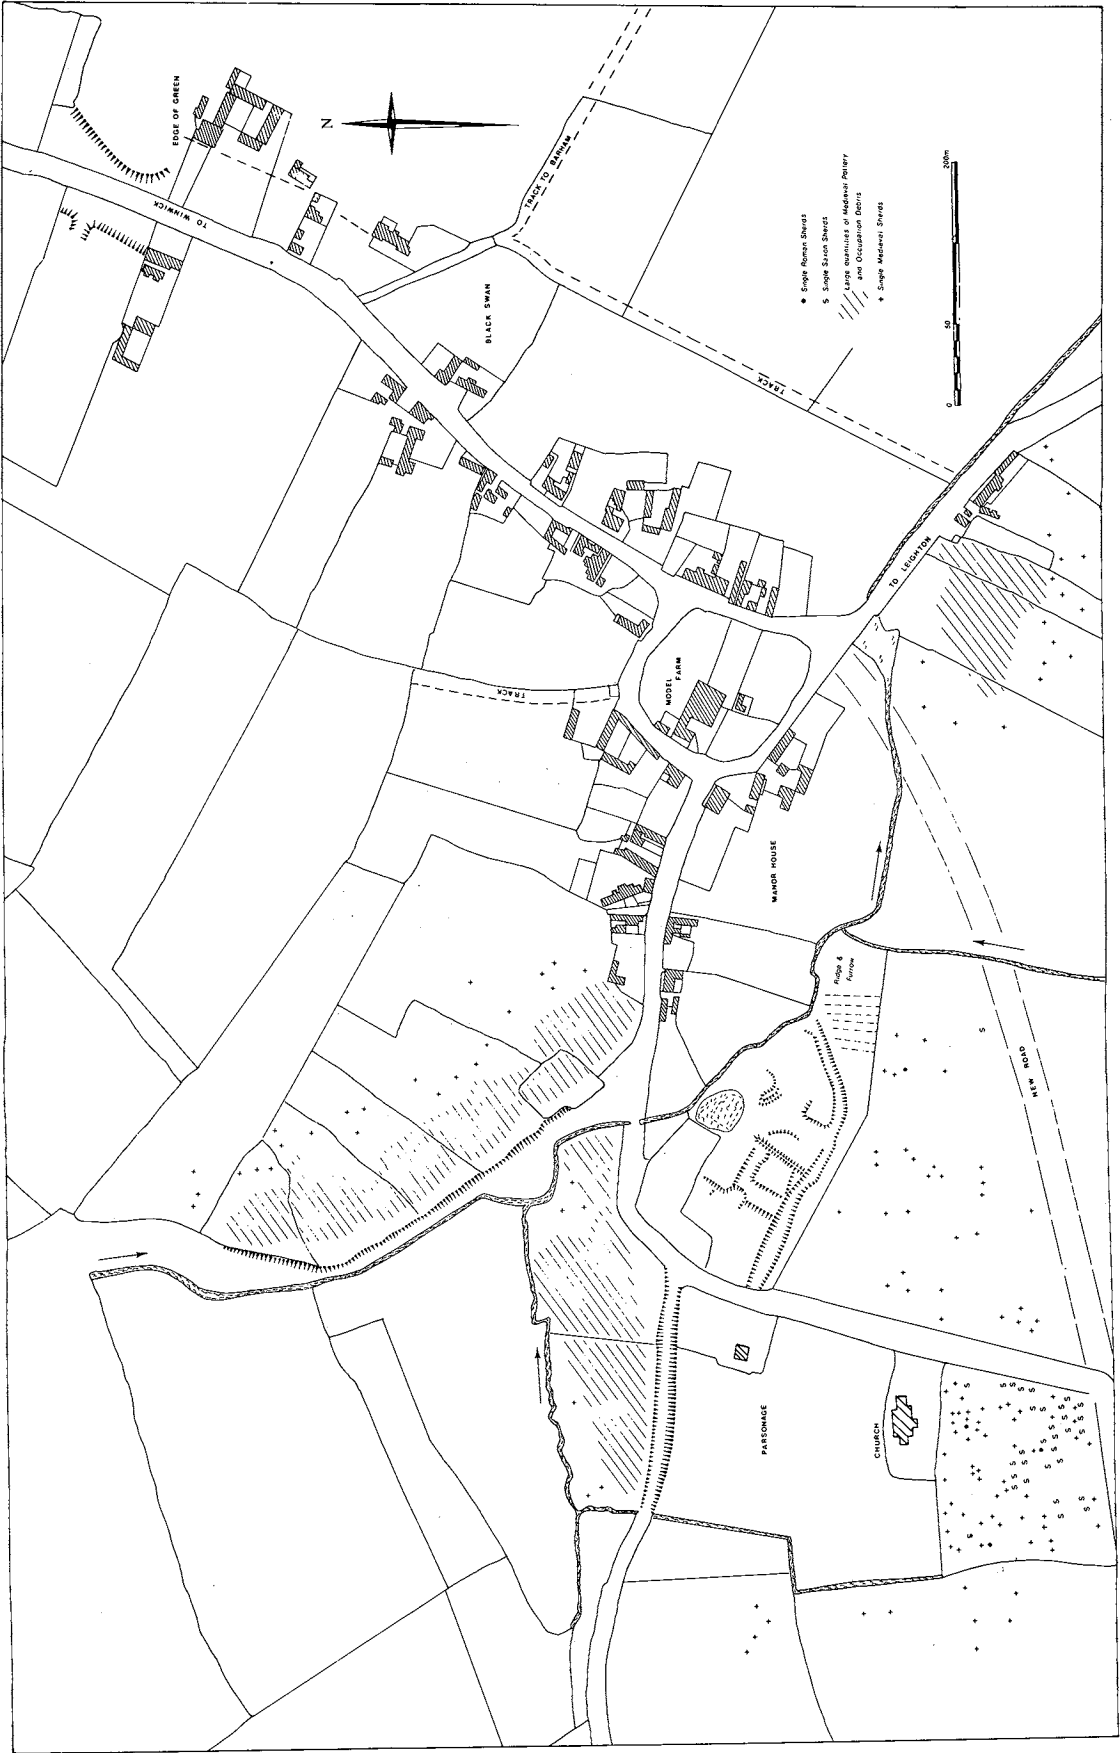 EDGE OF GREEN
N
TO WINWICK
TRACK TO BARHAM
BLACK SWAN
TRACK
200m
50
0
• Single Roman Sherds
S Single Saxon Sherds
Large quantities of Medieval Pottery
and Occupation Debris
+ Single Medieval Sherds
TO LEIGHTON
MODEL
FARM
TRACK
MANOR HOUSE
Ridge &
Furrow
NEW ROAD
PARSONAGE
CHURCH